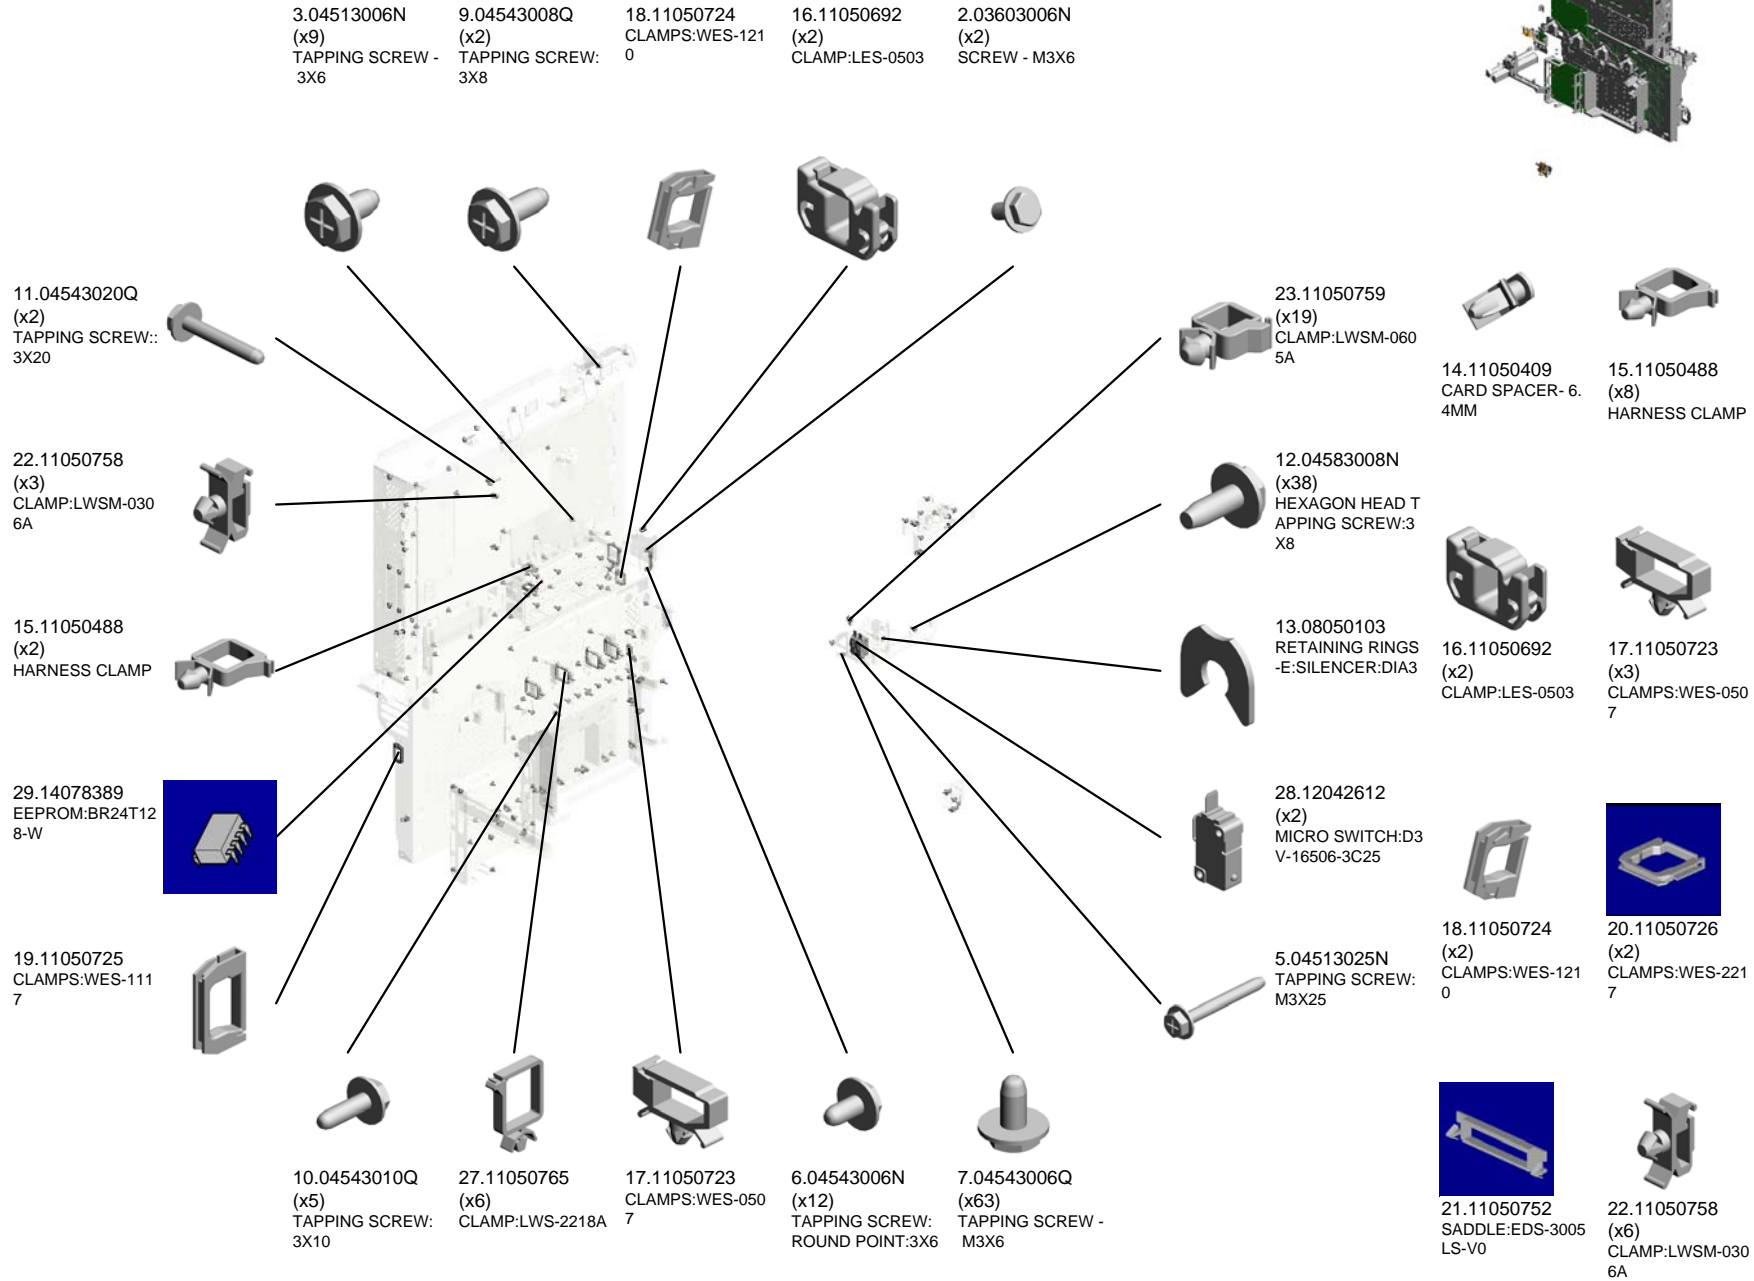 3.04513006N
(x9)
TAPPING SCREW -
3X6
9.04543008Q
(x2)
TAPPING SCREW:
3X8
18.11050724
CLAMPS:WES-121
0
16.11050692
(x2)
CLAMP:LES-0503
2.03603006N
(x2)
SCREW - M3X6
11.04543020Q
(x2)
TAPPING SCREW::
3X20
22.11050758
(x3)
CLAMP:LWSM-030
6A
15.11050488
(x2)
HARNESS CLAMP
29.14078389
EEPROM:BR24T12
8-W
19.11050725
CLAMPS:WES-111
7
10.04543010Q
(x5)
TAPPING SCREW:
3X10
27.11050765
(x6)
CLAMP:LWS-2218A
17.11050723
CLAMPS:WES-050
7
6.04543006N
(x12)
TAPPING SCREW:
ROUND POINT:3X6
7.04543006Q
(x63)
TAPPING SCREW -
M3X6
23.11050759
(x19)
CLAMP:LWSM-060
5A
12.04583008N
(x38)
HEXAGON HEAD T
APPING SCREW:3
X8
13.08050103
RETAINING RINGS
-E:SILENCER:DIA3
28.12042612
(x2)
MICRO SWITCH:D3
V-16506-3C25
5.04513025N
TAPPING SCREW:
M3X25
14.11050409
CARD SPACER- 6.
4MM
15.11050488
(x8)
HARNESS CLAMP
16.11050692
(x2)
CLAMP:LES-0503
17.11050723
(x3)
CLAMPS:WES-050
7
18.11050724
(x2)
CLAMPS:WES-121
0
20.11050726
(x2)
CLAMPS:WES-221
7
21.11050752
SADDLE:EDS-3005
LS-V0
22.11050758
(x6)
CLAMP:LWSM-030
6A